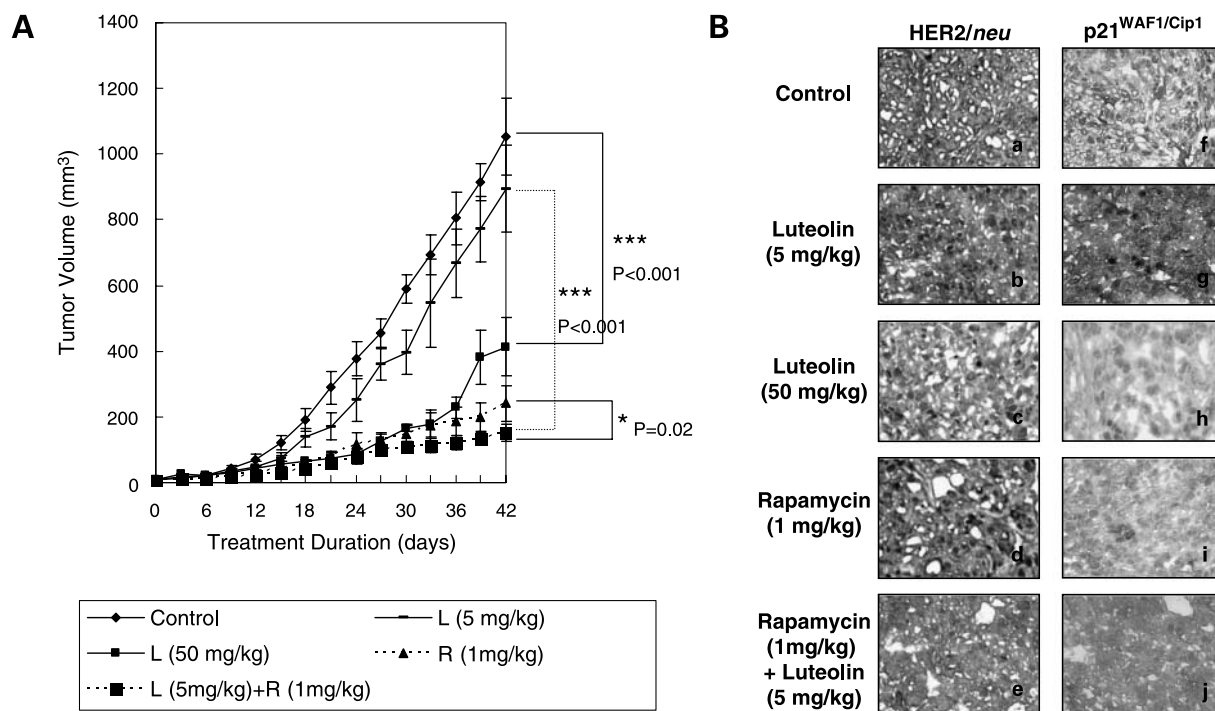 A
1400
1200
1000
800
600
400
200
0
Tumor Volume (mm³)
0 6 12 18 24 30 36 42
Treatment Duration (days)
***
P<0.001
***
P<0.001
*
P=0.02
Control
L (5 mg/kg)
L (50 mg/kg)
R (1mg/kg)
L (5mg/kg)+R (1mg/kg)
B
HER2/neu
p21WAF1/Cip1
Control
a
f
Luteolin
(5 mg/kg)
b
g
Luteolin
(50 mg/kg)
c
h
Rapamycin
(1 mg/kg)
d
i
Rapamycin
(1mg/kg)
+ Luteolin
(5 mg/kg)
e
j